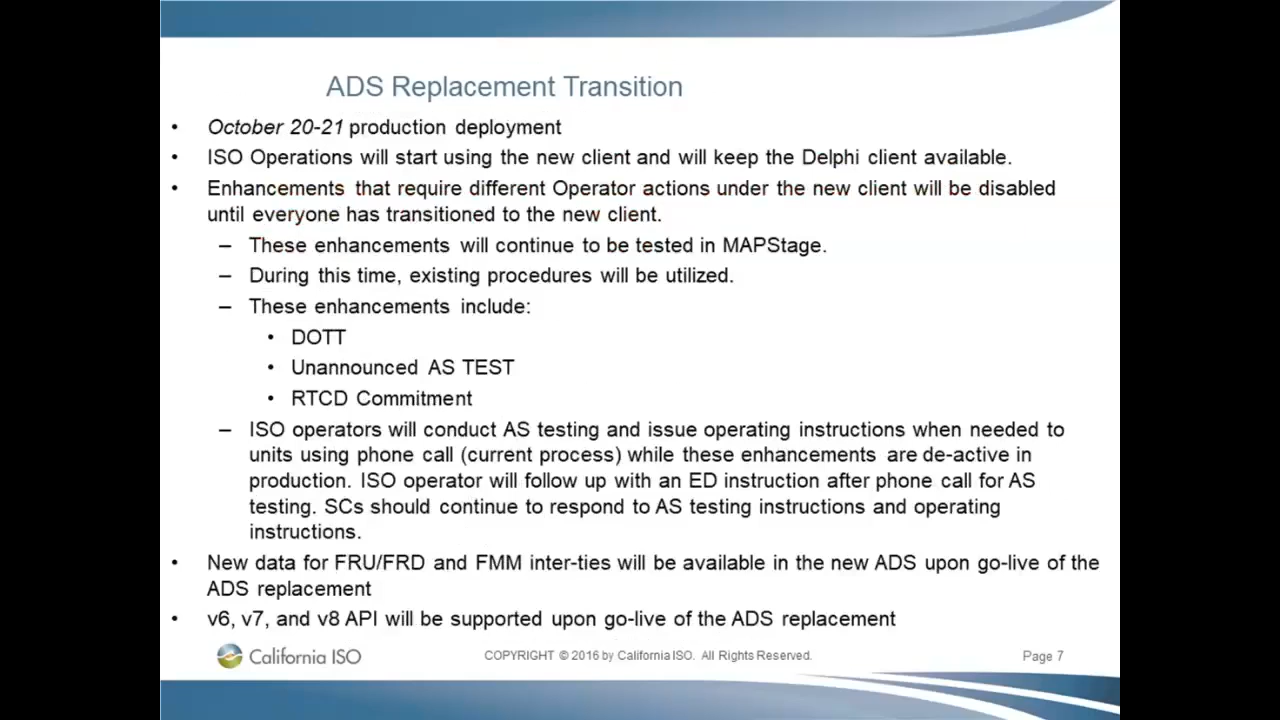 ADS Replacement Transition
• October 20-21 production deployment
• ISO Operations will start using the new client and will keep the Delphi client available.
• Enhancements that require different Operator actions under the new client will be disabled
until everyone has transitioned to the new client.
– These enhancements will continue to be tested in MAPStage.
– During this time, existing procedures will be utilized.
– These enhancements include:
• DOTT
• Unannounced AS TEST
• RTCD Commitment
– ISO operators will conduct AS testing and issue operating instructions when needed to
units using phone call (current process) while these enhancements are de-active in
production. ISO operator will follow up with an ED instruction after phone call for AS
testing. SCs should continue to respond to AS testing instructions and operating
instructions.
• New data for FRU/FRD and FMM inter-ties will be available in the new ADS upon go-live of the
ADS replacement
• v6, v7, and v8 API will be supported upon go-live of the ADS replacement
California ISO
COPYRIGHT © 2016 by California ISO. All Rights Reserved.
Page 7